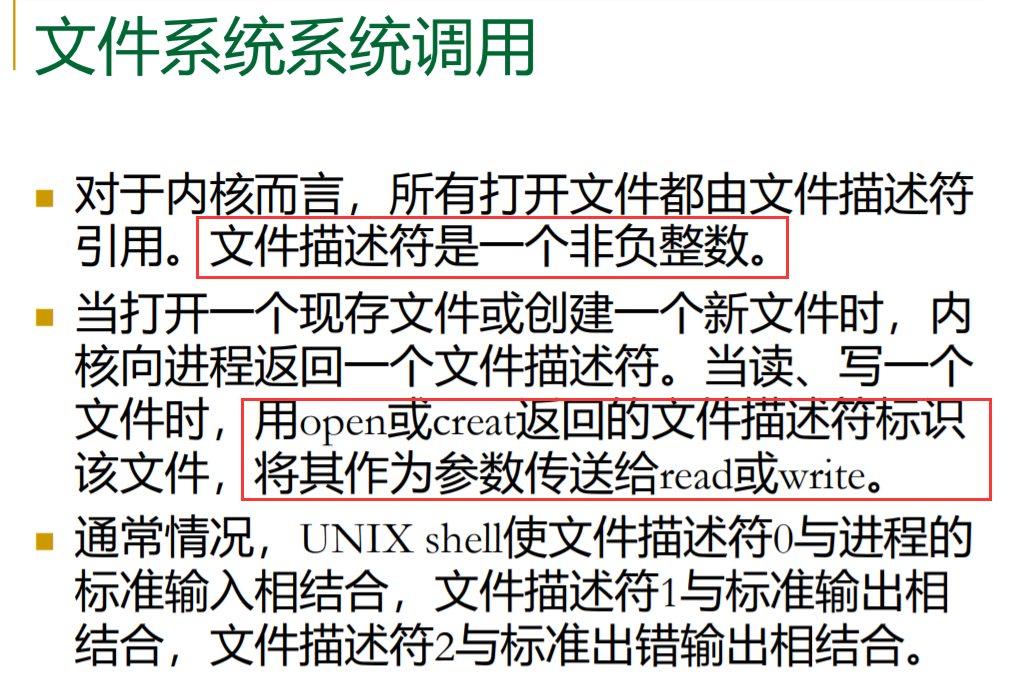 文件系统系统调用
对于内核而言，所有打开文件都由文件描述符
引用。文件描述符是一个非负整数。
当打开一个现存文件或创建一个新文件时，内
核向进程返回一个文件描述符。当读、写一个
文件时，用open或creat返回的文件描述符标识
该文件，将其作为参数传送给read或write。
通常情况，UNIX shell使文件描述符0与进程的
标准输入相结合，文件描述符1与标准输出相
结合，文件描述符2与标准出错输出相结合。